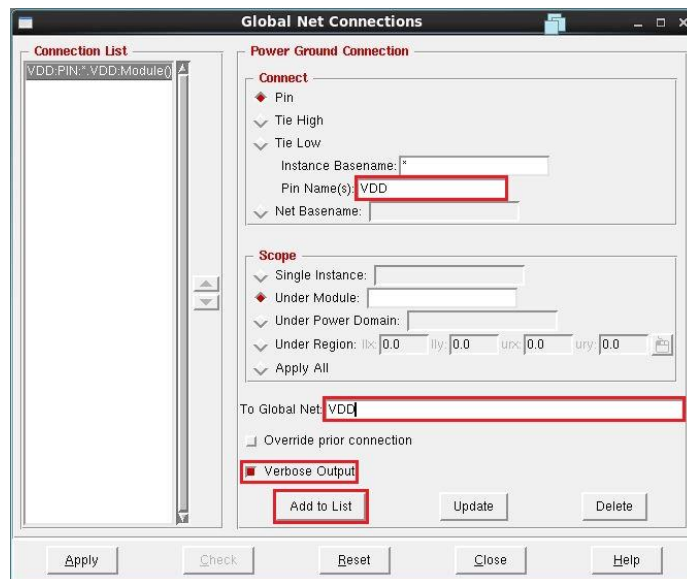 Global Net Connections
Connection List
VDD:PIN:*.VDD:Module()
Power Ground Connection
Connect
Pin
Tie High
Tie Low
Instance Basename: *
Pin Name(s): VDD
Net Basename:
Scope
Single Instance:
Under Module:
Under Power Domain:
Under Region: llx: 0.0 lly: 0.0 urx: 0.0 ury: 0.0
Apply All
To Global Net: VDD
Override prior connection
Verbose Output
Add to List Update Delete
Apply Check Reset Close Help